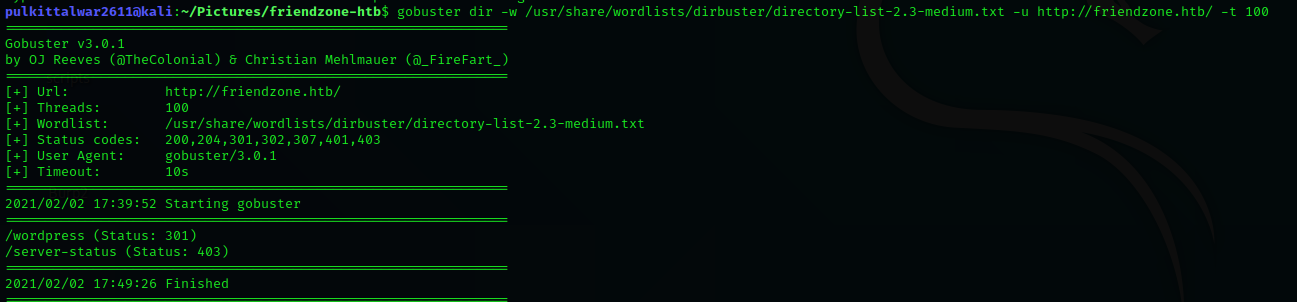 pulkittalwar2611@kali:~/Pictures/friendzone-htb$ gobuster dir -w /usr/share/wordlists/dirbuster/directory-list-2.3-medium.txt -u http://friendzone.htb/ -t 100
===============================================================
Gobuster v3.0.1
by OJ Reeves (@TheColonial) & Christian Mehlmauer (@_FireFart_)
===============================================================
[+] Url:            http://friendzone.htb/
[+] Threads:        100
[+] Wordlist:       /usr/share/wordlists/dirbuster/directory-list-2.3-medium.txt
[+] Status codes:   200,204,301,302,307,401,403
[+] User Agent:     gobuster/3.0.1
[+] Timeout:        10s
===============================================================
2021/02/02 17:39:52 Starting gobuster
===============================================================
/wordpress (Status: 301)
/server-status (Status: 403)
===============================================================
2021/02/02 17:49:26 Finished
===============================================================